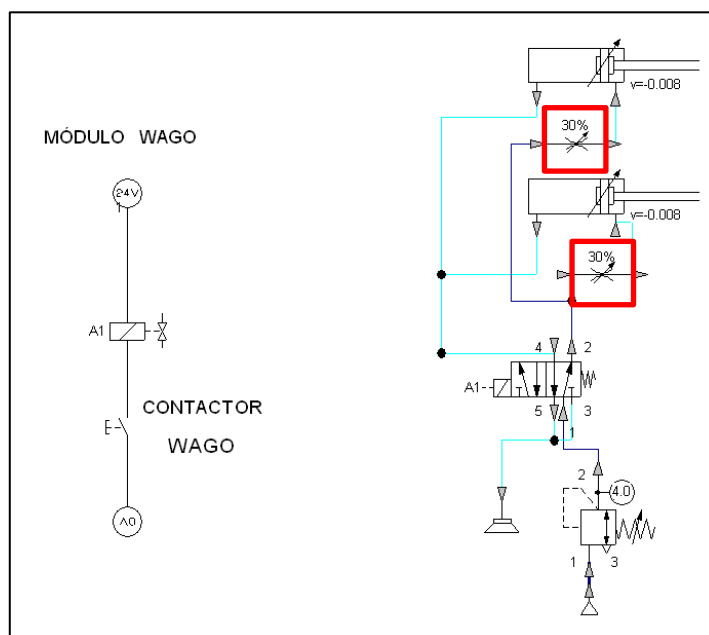 v=-0.008
MÓDULO WAGO
30%
24V
1
v=-0.008
30%
A1
4 2
A1
CONTACTOR
WAGO
5 3
1
2
4.0
1 3